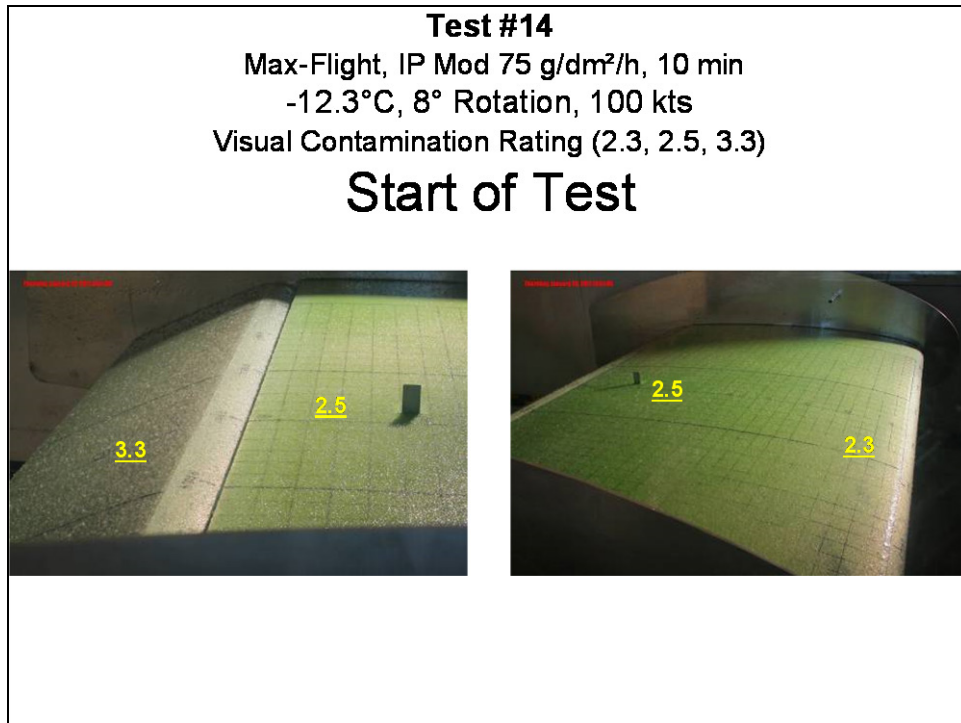 Test #14
Max-Flight, IP Mod 75 g/dm²/h, 10 min
-12.3°C, 8° Rotation, 100 kts
Visual Contamination Rating (2.3, 2.5, 3.3)
Start of Test
3.3
2.5
2.5
2.3